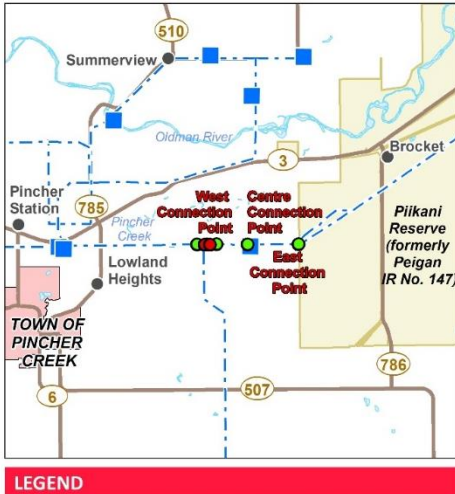 510
Summerview
Oldman River
3
Brocket
Pincher
Station
785
Pincher
Creek
West
Connection
Point
Centre
Connection
Point
East
Connection
Point
Piikani
Reserve
(formerly
Peigan
IR No. 147)
Lowland
Heights
TOWN OF
PINCHER
CREEK
6
507
786
LEGEND